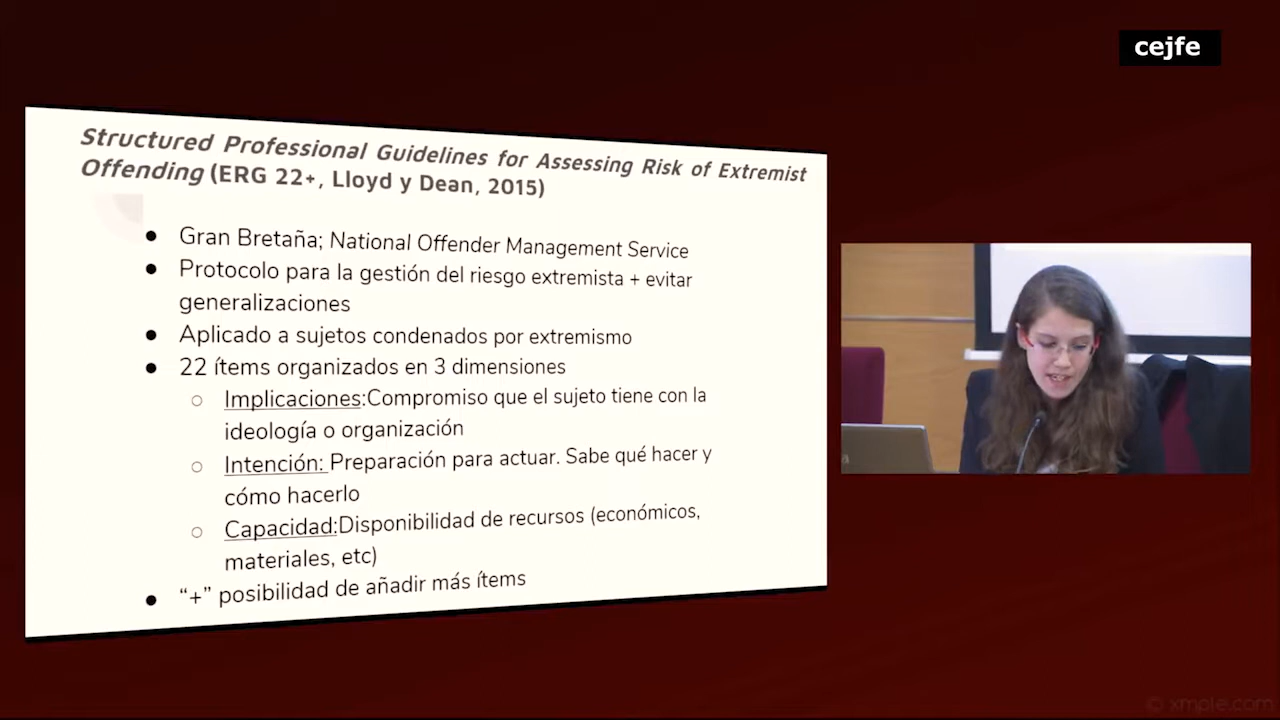 cejfe
Structured Professional Guidelines for Assessing Risk of Extremist
Offending (ERG 22+, Lloyd y Dean, 2015)
● Gran Bretaña; National Offender Management Service
● Protocolo para la gestión del riesgo extremista + evitar
generalizaciones
● Aplicado a sujetos condenados por extremismo
● 22 ítems organizados en 3 dimensiones
○ Implicaciones:Compromiso que el sujeto tiene con la
ideología o organización
○ Intención: Preparación para actuar. Sabe qué hacer y
cómo hacerlo
○ Capacidad:Disponibilidad de recursos (económicos,
materiales, etc)
● “+” posibilidad de añadir más ítems
© xmple.com